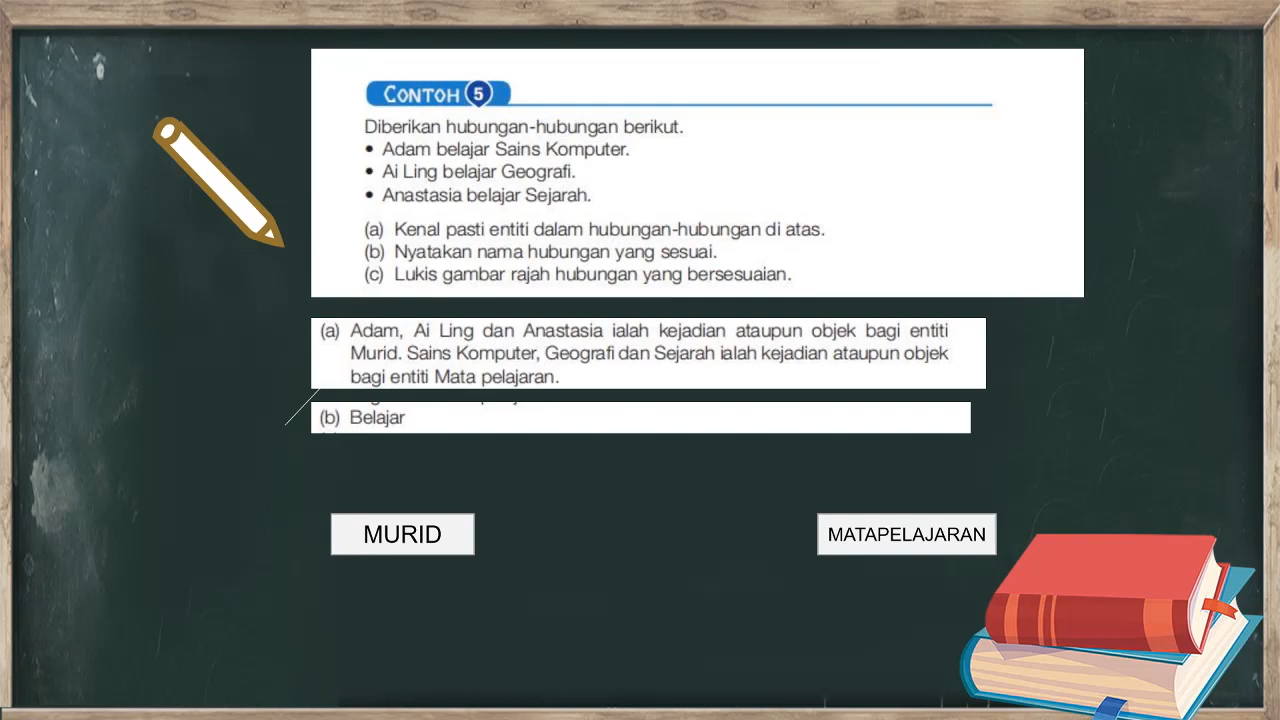 CONTOH 5
Diberikan hubungan-hubungan berikut.
• Adam belajar Sains Komputer.
• Ai Ling belajar Geografi.
• Anastasia belajar Sejarah.
(a) Kenal pasti entiti dalam hubungan-hubungan di atas.
(b) Nyatakan nama hubungan yang sesuai.
(c) Lukis gambar rajah hubungan yang bersesuaian.
(a) Adam, Ai Ling dan Anastasia ialah kejadian ataupun objek bagi entiti
Murid. Sains Komputer, Geografi dan Sejarah ialah kejadian ataupun objek
bagi entiti Mata pelajaran.
(b) Belajar
MURID
MATAPELAJARAN